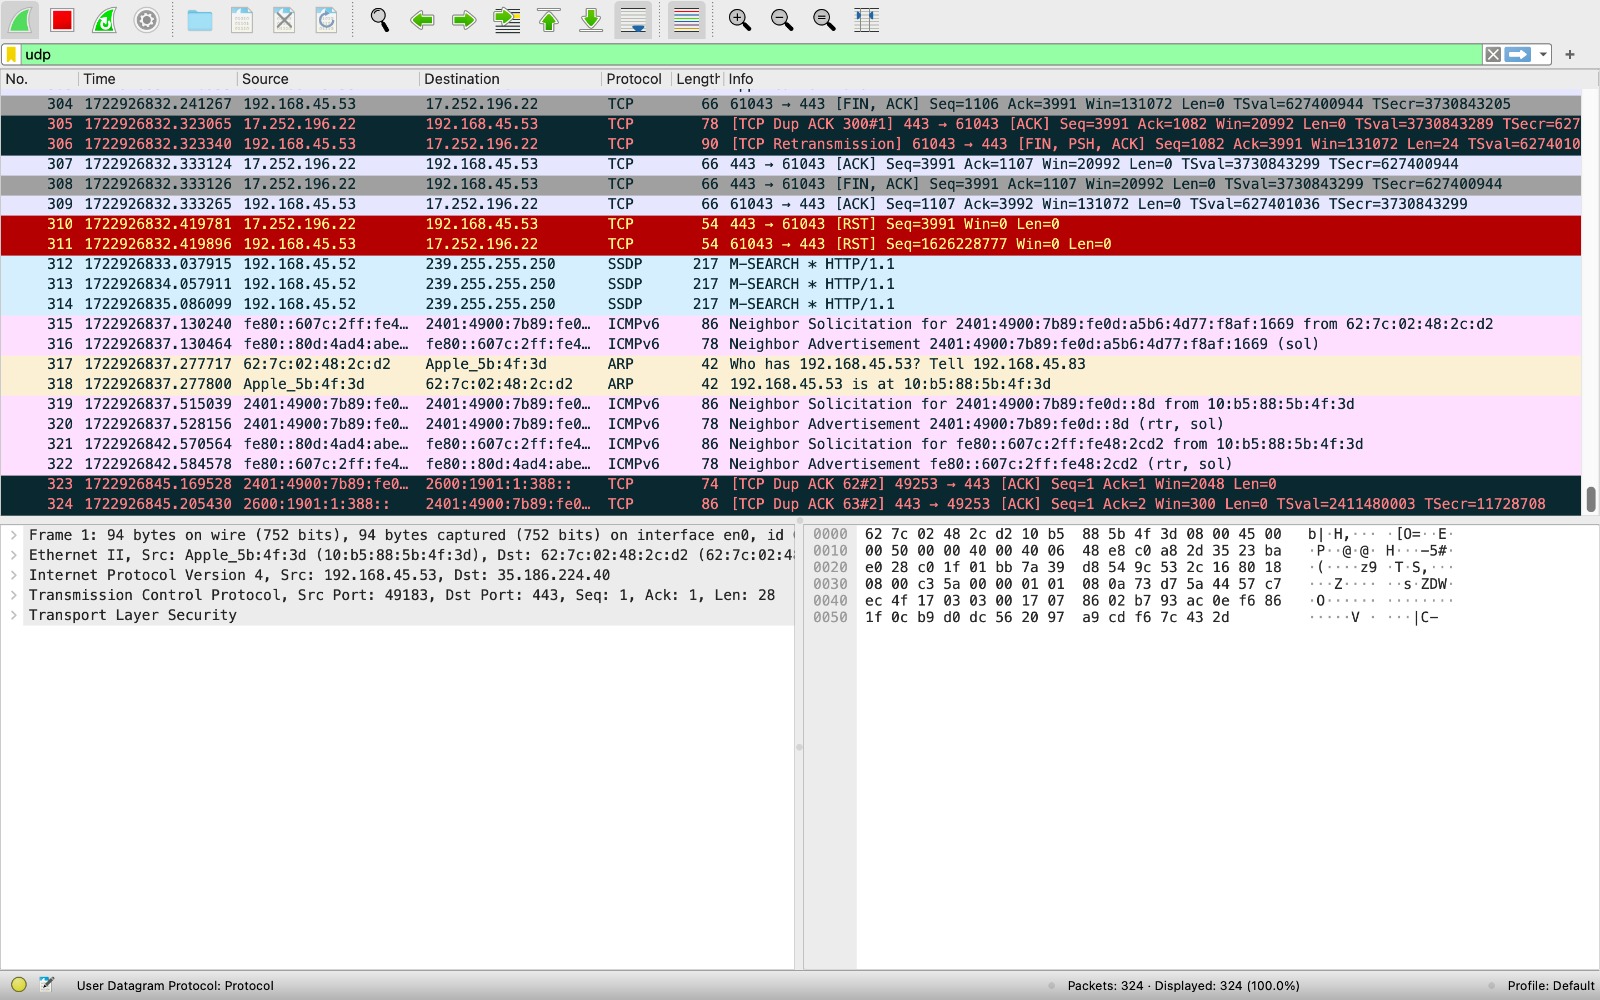 udp
No. Time Source Destination Protocol Length Info
304 1722926832.241267 192.168.45.53 17.252.196.22 TCP 66 61043 → 443 [FIN, ACK] Seq=1106 Ack=3991 Win=131072 Len=0 TSval=627400944 TSecr=3730843205
305 1722926832.323065 17.252.196.22 192.168.45.53 TCP 78 [TCP Dup ACK 300#1] 443 → 61043 [ACK] Seq=3991 Ack=1082 Win=20992 Len=0 TSval=3730843289 TSecr=627
306 1722926832.323340 17.252.196.22 192.168.45.53 TCP 90 [TCP Retransmission] 61043 → 443 [FIN, PSH, ACK] Seq=1082 Ack=3991 Win=131072 Len=24 TSval=6274010
307 1722926832.333124 17.252.196.22 192.168.45.53 TCP 66 443 → 61043 [ACK] Seq=3991 Ack=1107 Win=20992 Len=0 TSval=3730843299 TSecr=627400944
308 1722926832.333126 17.252.196.22 192.168.45.53 TCP 66 443 → 61043 [FIN, ACK] Seq=3991 Ack=1107 Win=20992 Len=0 TSval=3730843299 TSecr=627400944
309 1722926832.333265 17.252.196.22 192.168.45.53 TCP 66 61043 → 443 [ACK] Seq=1107 Ack=3992 Win=131072 Len=0 TSval=627401036 TSecr=3730843299
310 1722926832.419781 17.252.196.22 192.168.45.53 TCP 54 443 → 61043 [RST] Seq=3991 Win=0 Len=0
311 1722926832.419896 192.168.45.53 17.252.196.22 TCP 54 61043 → 443 [RST] Seq=1626228777 Win=0 Len=0
312 1722926833.037915 192.168.45.52 239.255.255.250 SSDP 217 M-SEARCH * HTTP/1.1
313 1722926834.057911 192.168.45.52 239.255.255.250 SSDP 217 M-SEARCH * HTTP/1.1
314 1722926835.086099 192.168.45.52 239.255.255.250 SSDP 217 M-SEARCH * HTTP/1.1
315 1722926837.130240 fe80::607c:2ff:fe4… 2401:4900:7b89:fe0… ICMPv6 86 Neighbor Solicitation for 2401:4900:7b89:fe0d:a5b6:4d77:f8af:1669 from 62:7c:02:48:2c:d2
316 1722926837.130464 fe80::80d:4ad4:abe… fe80::607c:2ff:fe4… ICMPv6 78 Neighbor Advertisement 2401:4900:7b89:fe0d:a5b6:4d77:f8af:1669 (sol)
317 1722926837.277717 62:7c:02:48:2c:d2 Apple_5b:4f:3d ARP 42 Who has 192.168.45.53? Tell 192.168.45.83
318 1722926837.277800 Apple_5b:4f:3d 62:7c:02:48:2c:d2 ARP 42 192.168.45.53 is at 10:b5:88:5b:4f:3d
319 1722926837.515039 2401:4900:7b89:fe0… 2401:4900:7b89:fe0… ICMPv6 86 Neighbor Solicitation for 2401:4900:7b89:fe0d::8d from 10:b5:88:5b:4f:3d
320 1722926837.528156 2401:4900:7b89:fe0… 2401:4900:7b89:fe0… ICMPv6 78 Neighbor Advertisement 2401:4900:7b89:fe0d::8d (rtr, sol)
321 1722926842.570564 fe80::80d:4ad4:abe… fe80::607c:2ff:fe4… ICMPv6 86 Neighbor Solicitation for fe80::607c:2ff:fe48:2cd2 from 10:b5:88:5b:4f:3d
322 1722926842.584578 fe80::607c:2ff:fe4… fe80::80d:4ad4:abe… ICMPv6 78 Neighbor Advertisement fe80::607c:2ff:fe48:2cd2 (rtr, sol)
323 1722926845.169528 2401:4900:7b89:fe0… 2600:1901:1:388:: TCP 74 [TCP Dup ACK 62#2] 49253 → 443 [ACK] Seq=1 Ack=1 Win=2048 Len=0
324 1722926845.205430 2600:1901:1:388:: 2401:4900:7b89:fe0… TCP 86 [TCP Dup ACK 63#2] 443 → 49253 [ACK] Seq=1 Ack=2 Win=300 Len=0 TSval=2411480003 TSecr=11728708
Frame 1: 94 bytes on wire (752 bits), 94 bytes captured (752 bits) on interface en0, id
Ethernet II, Src: Apple_5b:4f:3d (10:b5:88:5b:4f:3d), Dst: 62:7c:02:48:2c:d2 (62:7c:02:48
Internet Protocol Version 4, Src: 192.168.45.53, Dst: 35.186.224.40
Transmission Control Protocol, Src Port: 49183, Dst Port: 443, Seq: 1, Ack: 1, Len: 28
Transport Layer Security
0000 62 7c 02 48 2c d2 10 b5 88 5b 4f 3d 08 00 45 00 b|·H,··· ·[O=··E·
0010 00 50 00 00 40 00 40 06 48 e8 c0 a8 2d 35 23 ba ·P··@·@· H···-5#·
0020 e0 28 c0 1f 01 bb 7a 39 d8 54 9c 53 2c 16 80 18 ·(····z9 ·T·S,···
0030 08 00 c3 5a 00 00 01 01 08 0a 73 d7 5a 44 57 c7 ···Z···· ··s·ZDW·
0040 ec 4f 17 03 03 00 17 07 86 02 b7 93 ac 0e f6 86 ·O······ ········
0050 1f 0c b9 d0 dc 56 20 97 a9 cd f6 7c 43 2d ·····V · ···|C-
User Datagram Protocol: Protocol
Packets: 324 · Displayed: 324 (100.0%)
Profile: Default